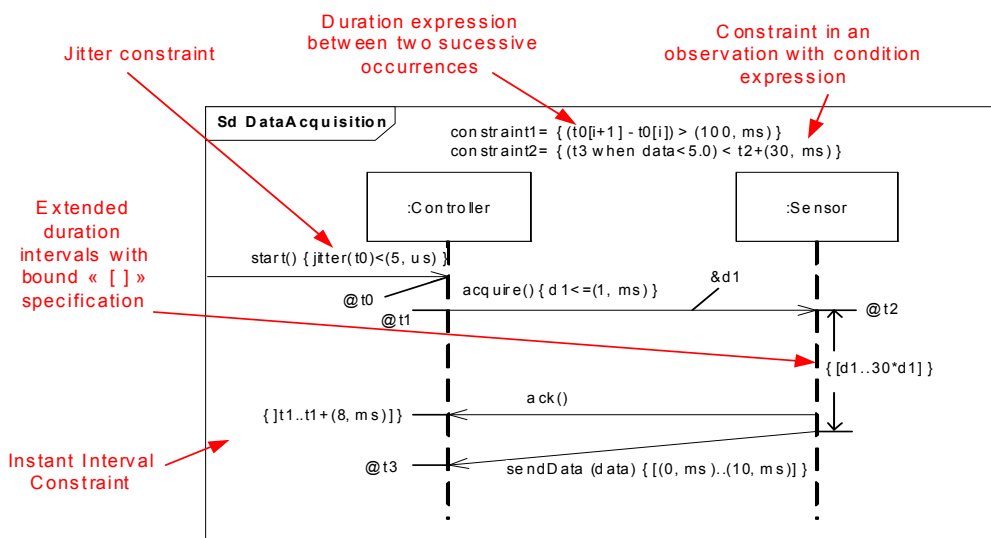 Duration expression
between two sucessive
occurrences
Constraint in an
observation with condition
expression
Jitter constraint
Sd DataAcquisition
constraint1= { (t0[i+1] - t0[i]) > (100, ms) }
constraint2= { (t3 when data<5.0) < t2+(30, ms) }
Extended
duration
intervals with
bound « [ ] »
specification
:Controller
:Sensor
start() { jitter(t0)<(5, us) }
@t0
acquire() { d1<=(1, ms) }
&d1
@t1
@t2
{ [d1..30*d1] }
ack()
{ ]t1..t1+(8, ms)] }
Instant Interval
Constraint
@t3
sendData (data) { [(0, ms)..(10, ms)] }